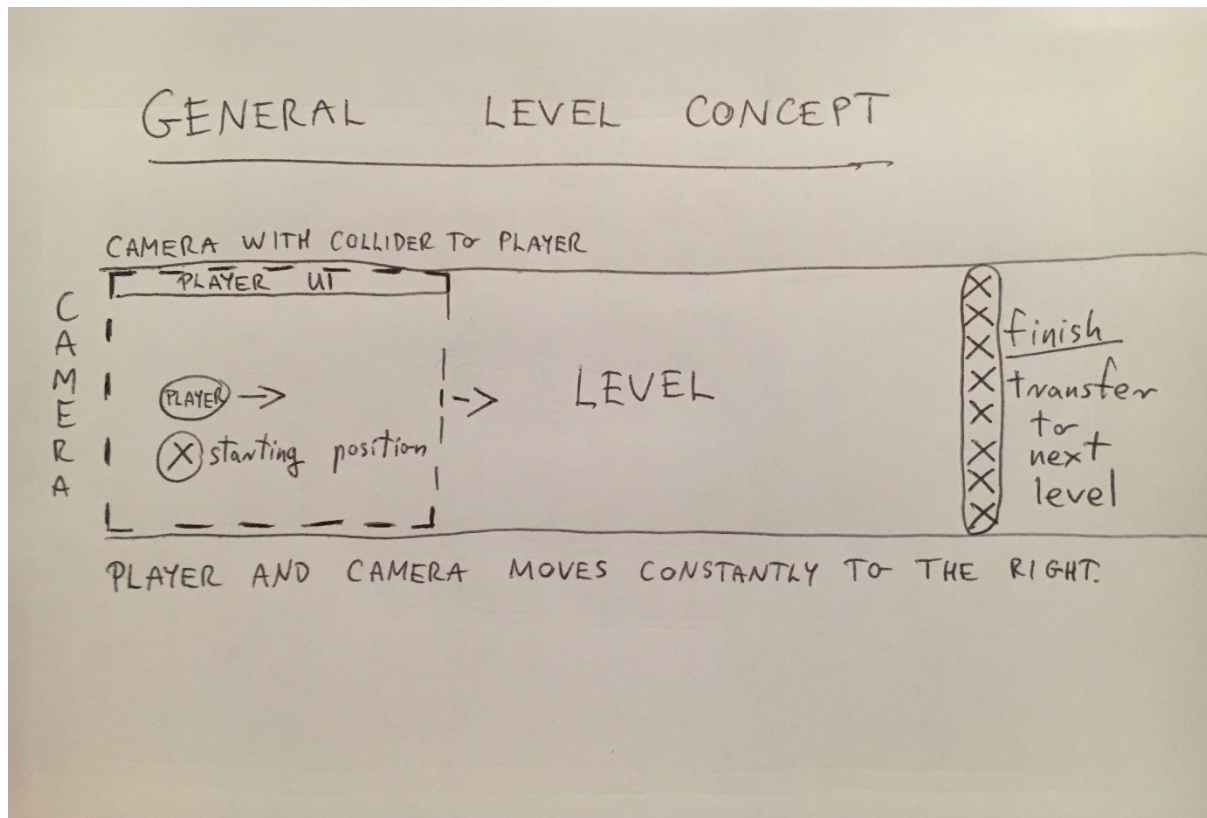 GENERAL LEVEL CONCEPT
CAMERA WITH COLLIDER TO PLAYER
CAMERA
PLAYER UI
PLAYER
X starting position
LEVEL
X
X
X
X
X
X
X
X
finish
transfer
to
next
level
PLAYER AND CAMERA MOVES CONSTANTLY TO THE RIGHT.